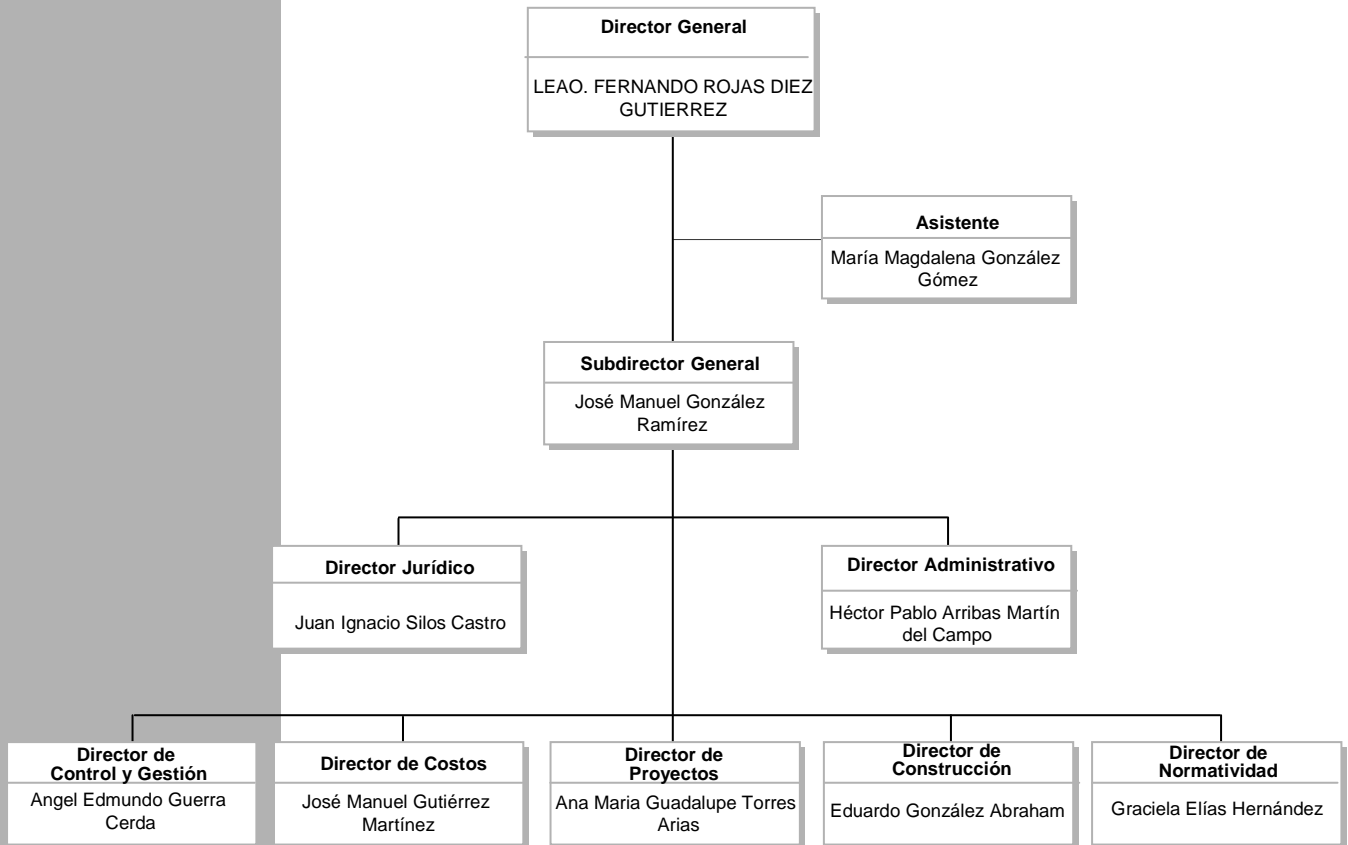 Director General
LEAO. FERNANDO ROJAS DIEZ
GUTIERREZ
Asistente
María Magdalena González
Gómez
Subdirector General
José Manuel González
Ramírez
Director Jurídico
Juan Ignacio Silos Castro
Director Administrativo
Héctor Pablo Arribas Martín
del Campo
Director de
Control y Gestión
Angel Edmundo Guerra
Cerda
Director de Costos
José Manuel Gutiérrez
Martínez
Director de
Proyectos
Ana Maria Guadalupe Torres
Arias
Director de
Construcción
Eduardo González Abraham
Director de
Normatividad
Graciela Elías Hernández